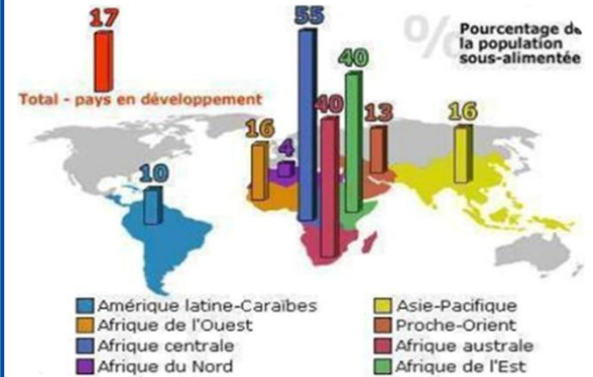 17
Total - pays en développement
%
Pourcentage de
la population
sous-alimentée
55
40
40
13
16
16
4
10
Amérique latine-Caraïbes
Afrique de l'Ouest
Afrique centrale
Afrique du Nord
Asie-Pacifique
Proche-Orient
Afrique australe
Afrique de l'Est